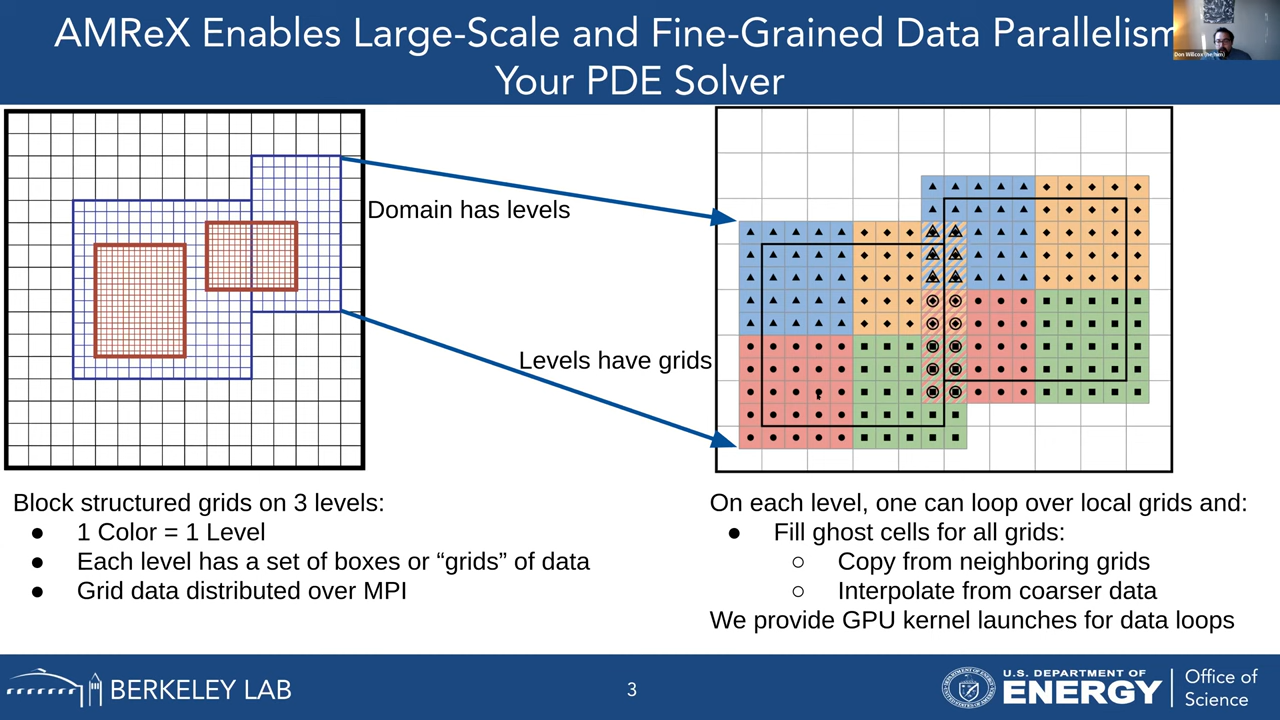 AMReX Enables Large-Scale and Fine-Grained Data Parallelism
Your PDE Solver
Domain has levels
Levels have grids
Block structured grids on 3 levels:
● 1 Color = 1 Level
● Each level has a set of boxes or “grids” of data
● Grid data distributed over MPI
On each level, one can loop over local grids and:
● Fill ghost cells for all grids:
○ Copy from neighboring grids
○ Interpolate from coarser data
We provide GPU kernel launches for data loops
BERKELEY LAB
3
U.S. DEPARTMENT OF
ENERGY
Office of
Science
Don Willcox (he/him)